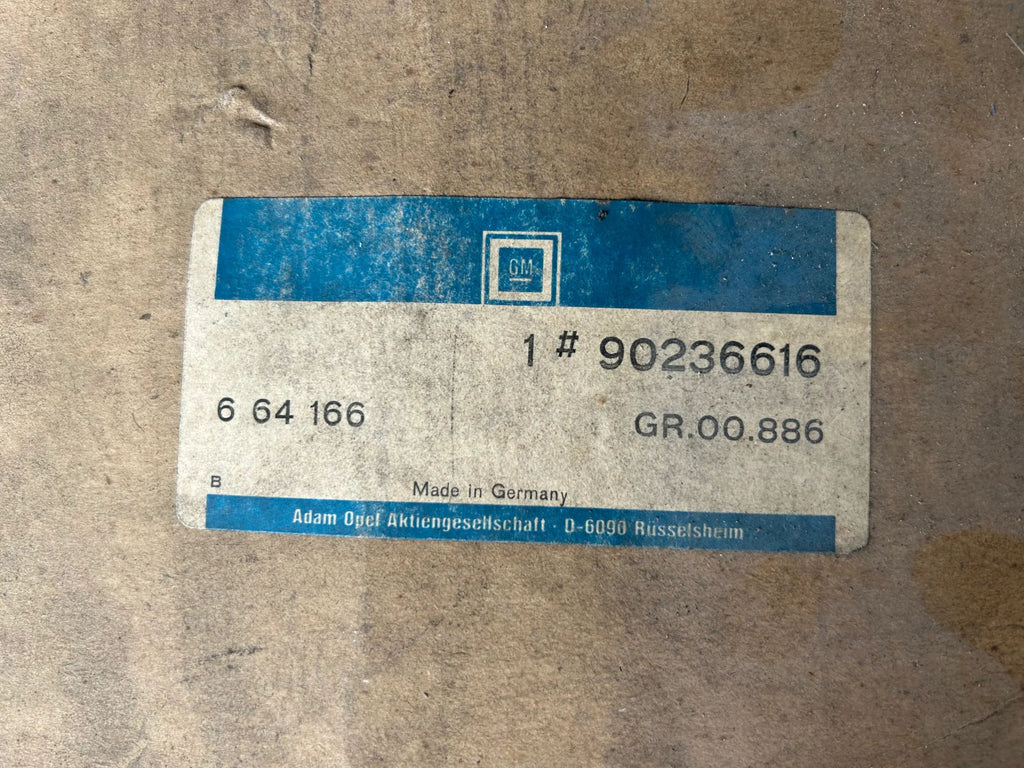 GM
1 # 90236616
6 64 166
GR.00.886
B
Made in Germany
Adam Opel Aktiengesellschaft · D-6090 Rüsselsheim